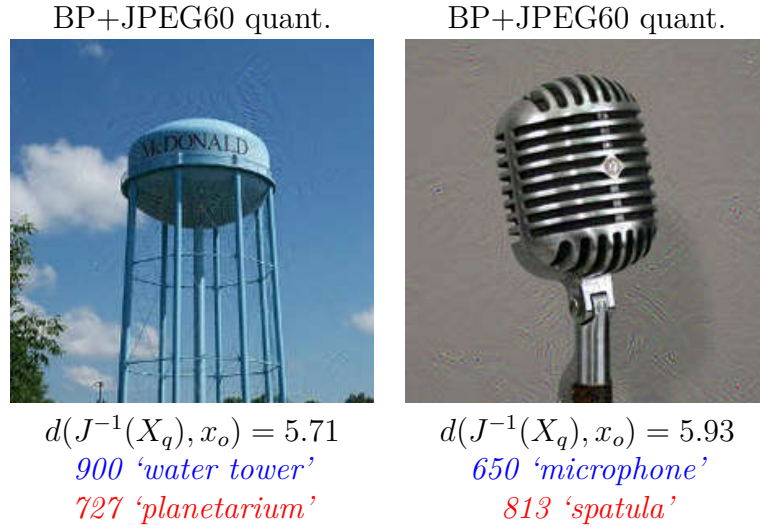 BP+JPEG60 quant.
BP+JPEG60 quant.
McDONALD
d(J⁻¹(X_q), x_o) = 5.71
d(J⁻¹(X_q), x_o) = 5.93
900 ‘water tower’
650 ‘microphone’
727 ‘planetarium’
813 ‘spatula’